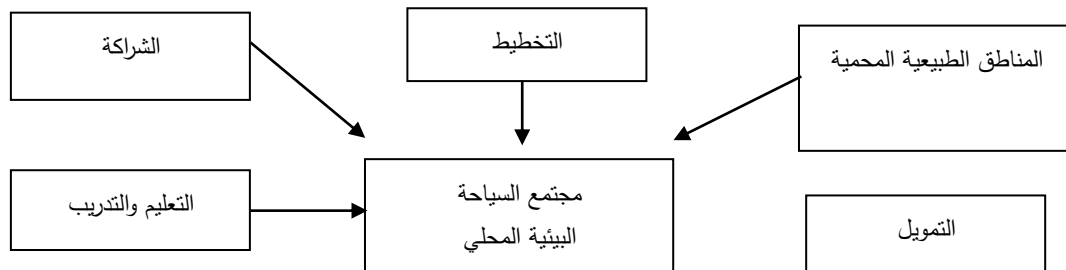 المناطق الطبيعية المحمية
التخطيط
الشراكة
التمويل
مجتمع السياحة
البيئية المحلي
التعليم والتدريب